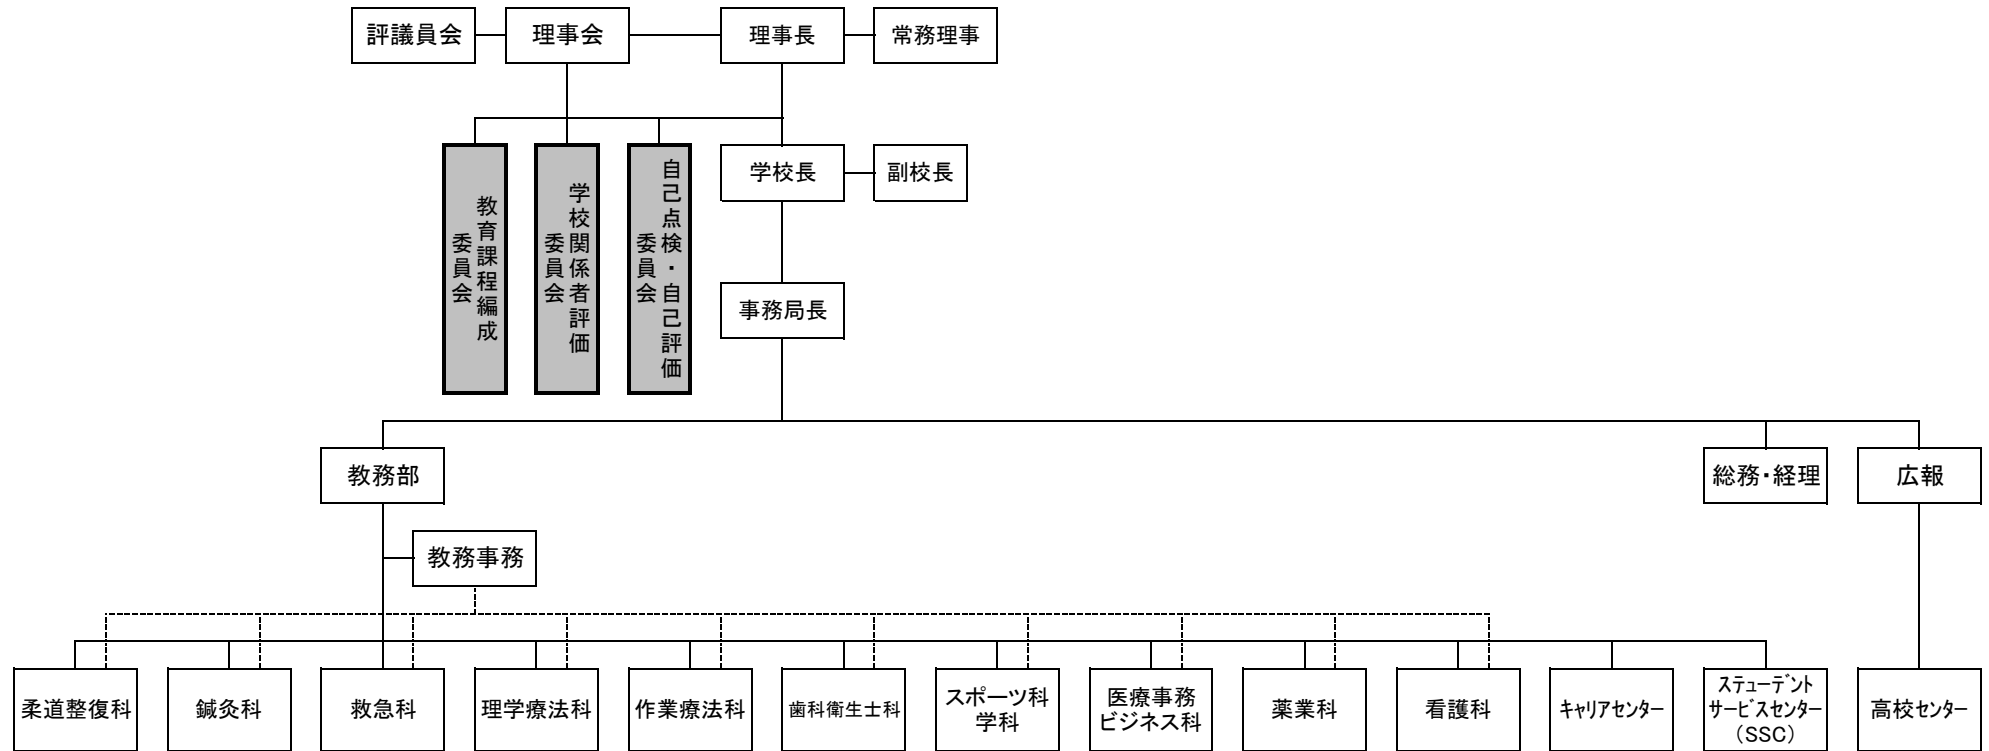 評議員会
理事会
理事長
常務理事
教育課程編成
委員会
学校関係者評価
委員会
自己点検・自己評価
委員会
学校長
副校長
事務局長
教務部
総務・経理
広報
教務事務
柔道整復科
鍼灸科
救急科
理学療法科
作業療法科
歯科衛生士科
スポーツ科
学科
医療事務
ビジネス科
薬業科
看護科
ｷｬﾘｱｾﾝﾀｰ
ｽﾃｭｰﾃﾞﾝﾄ
ｻｰﾋﾞｽｾﾝﾀｰ
（SSC）
高校ｾﾝﾀｰ